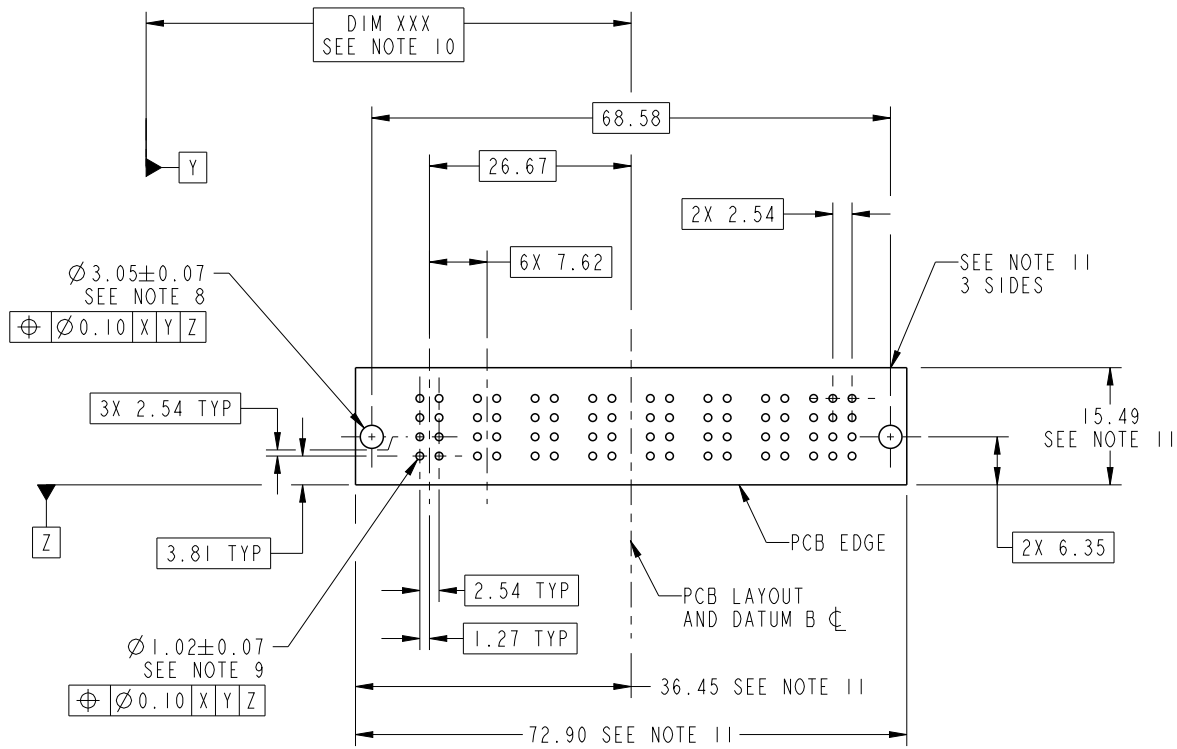 DIM XXX
SEE NOTE 10
68.58
26.67
Y
2X 2.54
6X 7.62
Ø3.05±0.07
SEE NOTE 8
⌖ Ø0.10 X Y Z
SEE NOTE 11
3 SIDES
3X 2.54 TYP
15.49
SEE NOTE 11
Z
3.81 TYP
PCB EDGE
2X 6.35
2.54 TYP
PCB LAYOUT
AND DATUM B ℄
1.27 TYP
Ø1.02±0.07
SEE NOTE 9
⌖ Ø0.10 X Y Z
36.45 SEE NOTE 11
72.90 SEE NOTE 11